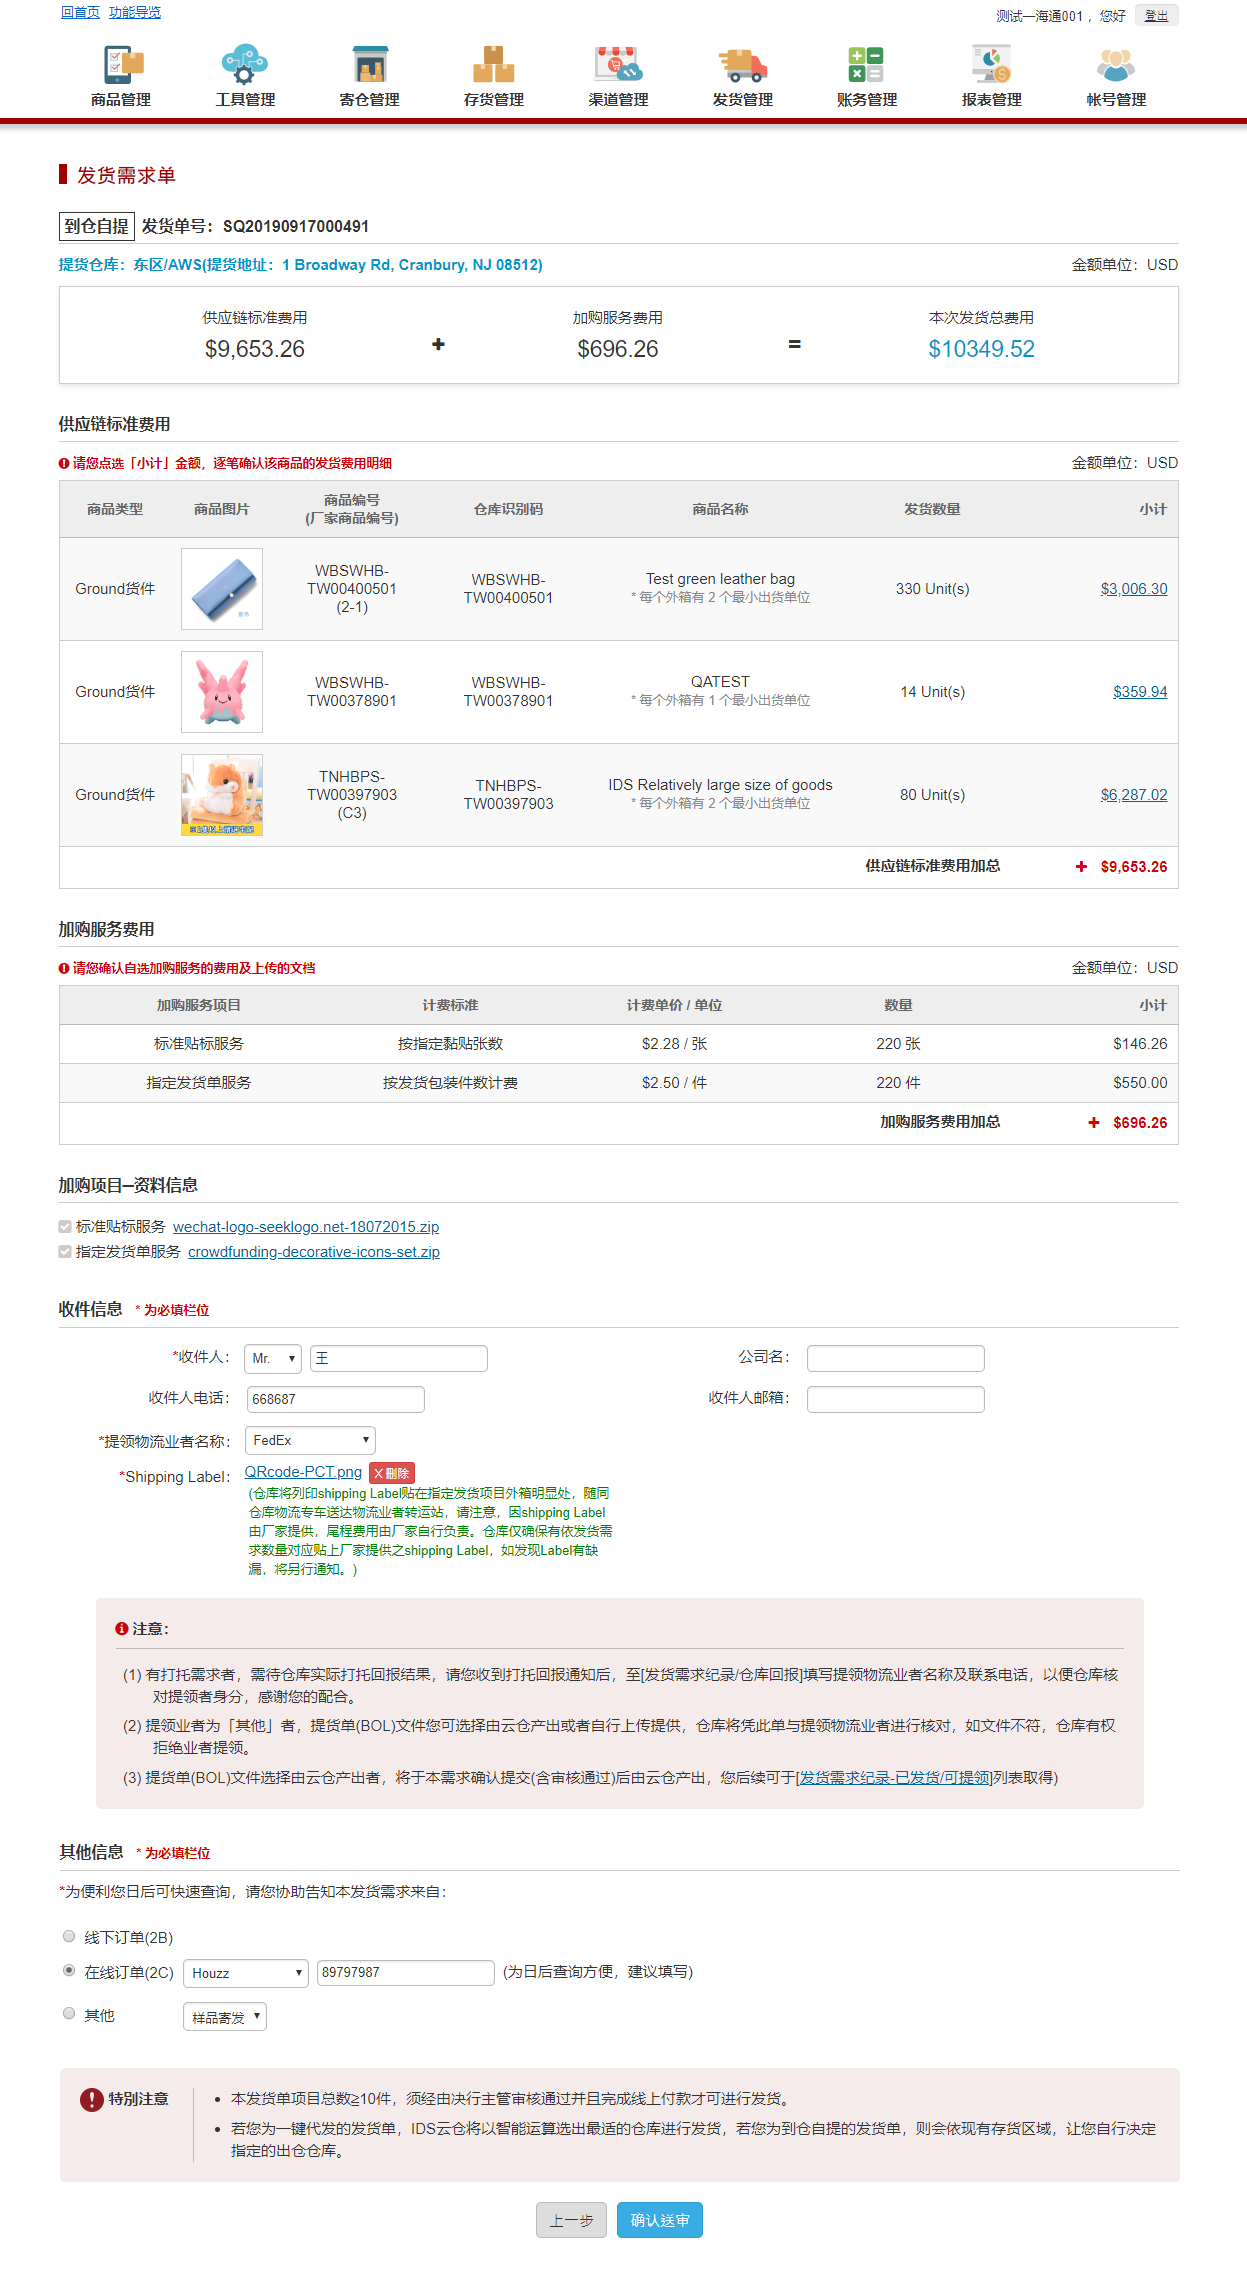 回首页 功能导览
测试—海通001， 您好 登出
商品管理 工具管理 寄仓管理 存货管理 渠道管理 发货管理 账务管理 报表管理 帐号管理
发货需求单
到仓自提 发货单号： SQ20190917000491
提货仓库：东区/AWS(提货地址：1 Broadway Rd, Cranbury, NJ 08512) 金额单位：USD
供应链标准费用 加购服务费用 本次发货总费用
$9,653.26 + $696.26 = $10349.52
供应链标准费用
请您点选「小计」金额，逐笔确认该商品的发货费用明细 金额单位：USD
商品类型 商品图片 商品编号 仓库识别码 商品名称 发货数量 小计
(厂家商品编号)
Ground货件 WBSWHB-TW00400501 (2-1) WBSWHB-TW00400501 Test green leather bag 330 Unit(s) $3,006.30
* 每个外箱有 2 个最小出货单位
Ground货件 WBSWHB-TW00378901 WBSWHB-TW00378901 QATEST 14 Unit(s) $359.94
* 每个外箱有 1 个最小出货单位
Ground货件 TNHBPS-TW00397903 (C3) TNHBPS-TW00397903 IDS Relatively large size of goods 80 Unit(s) $6,287.02
* 每个外箱有 2 个最小出货单位
供应链标准费用加总 + $9,653.26
加购服务费用
请您确认自选加购服务的费用及上传的文档 金额单位：USD
加购服务项目 计费标准 计费单价 / 单位 数量 小计
标准贴标服务 按指定黏贴张数 $2.28 / 张 220 张 $146.26
指定发货单服务 按发货包装件数计费 $2.50 / 件 220 件 $550.00
加购服务费用加总 + $696.26
加购项目—资料信息
标准贴标服务 wechat-logo-seeklogo.net-18072015.zip
指定发货单服务 crowdfunding-decorative-icons-set.zip
收件信息 * 为必填栏位
*收件人： Mr. 王 公司名：
收件人电话： 668687 收件人邮箱：
*提领物流业者名称： FedEx
*Shipping Label： QRcode-PCT.png X 刪除
(仓库将列印shipping Label贴在指定发货项目外箱明显处，随同
仓库物流专车送达物流业者转运站，请注意，因shipping Label
由厂家提供，尾程费用由厂家自行负责。仓库仅确保有依发货需
求数量对应贴上厂家提供之shipping Label，如发现Label有缺
漏，将另行通知。)
注意：
(1) 有打托需求者，需待仓库实际打托回报结果，请您收到打托回报通知后，至[发货需求纪录/仓库回报]填写提领物流业者名称及联系电话，以便仓库核
对提领者身分，感谢您的配合。
(2) 提领业者为「其他」者，提货单(BOL)文件您可选择由云仓产出或者自行上传提供，仓库将凭此单与提领物流业者进行核对，如文件不符，仓库有权
拒绝业者提领。
(3) 提货单(BOL)文件选择由云仓产出者，将于本需求确认提交(含审核通过)后由云仓产出，您后续可于[发货需求纪录-已发货/可提领]列表取得)
其他信息 * 为必填栏位
*为便利您日后可快速查询，请您协助告知本发货需求来自：
线下订单(2B)
在线订单(2C) Houzz 89797987 (为日后查询方便，建议填写)
其他 样品寄发
特别注意
本发货单项目总数≧10件，须经由决行主管审核通过并且完成线上付款才可进行发货。
若您为一键代发的发货单，IDS云仓将以智能运算选出最适的仓库进行发货，若您为到仓自提的发货单，则会依现有存货区域，让您自行决定
指定的出仓仓库。
上一步 确认送审